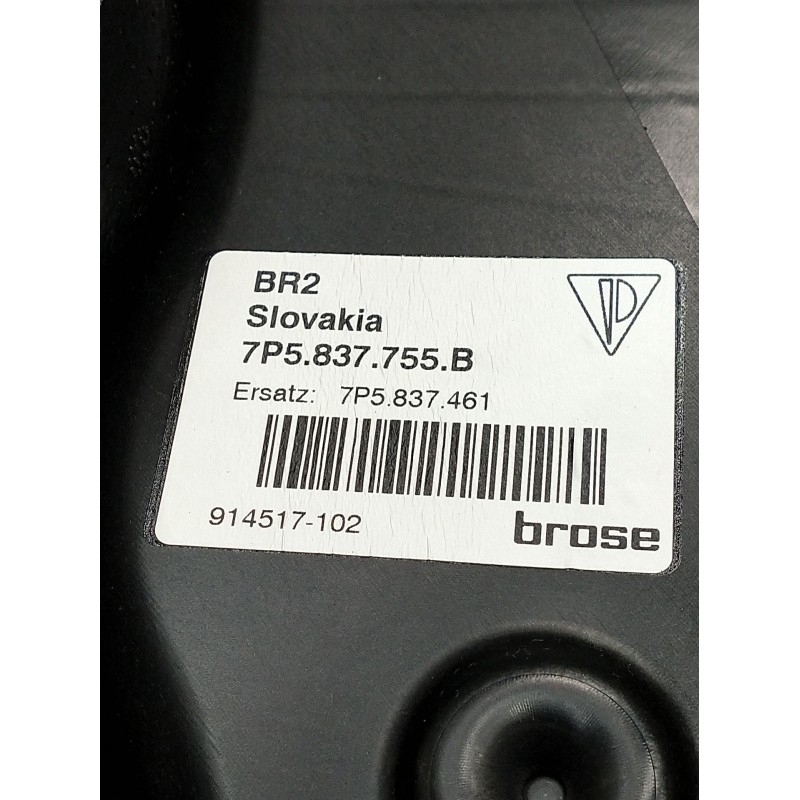 BR2
Slovakia
7P5.837.755.B
Ersatz: 7P5.837.461
914517-102
brose